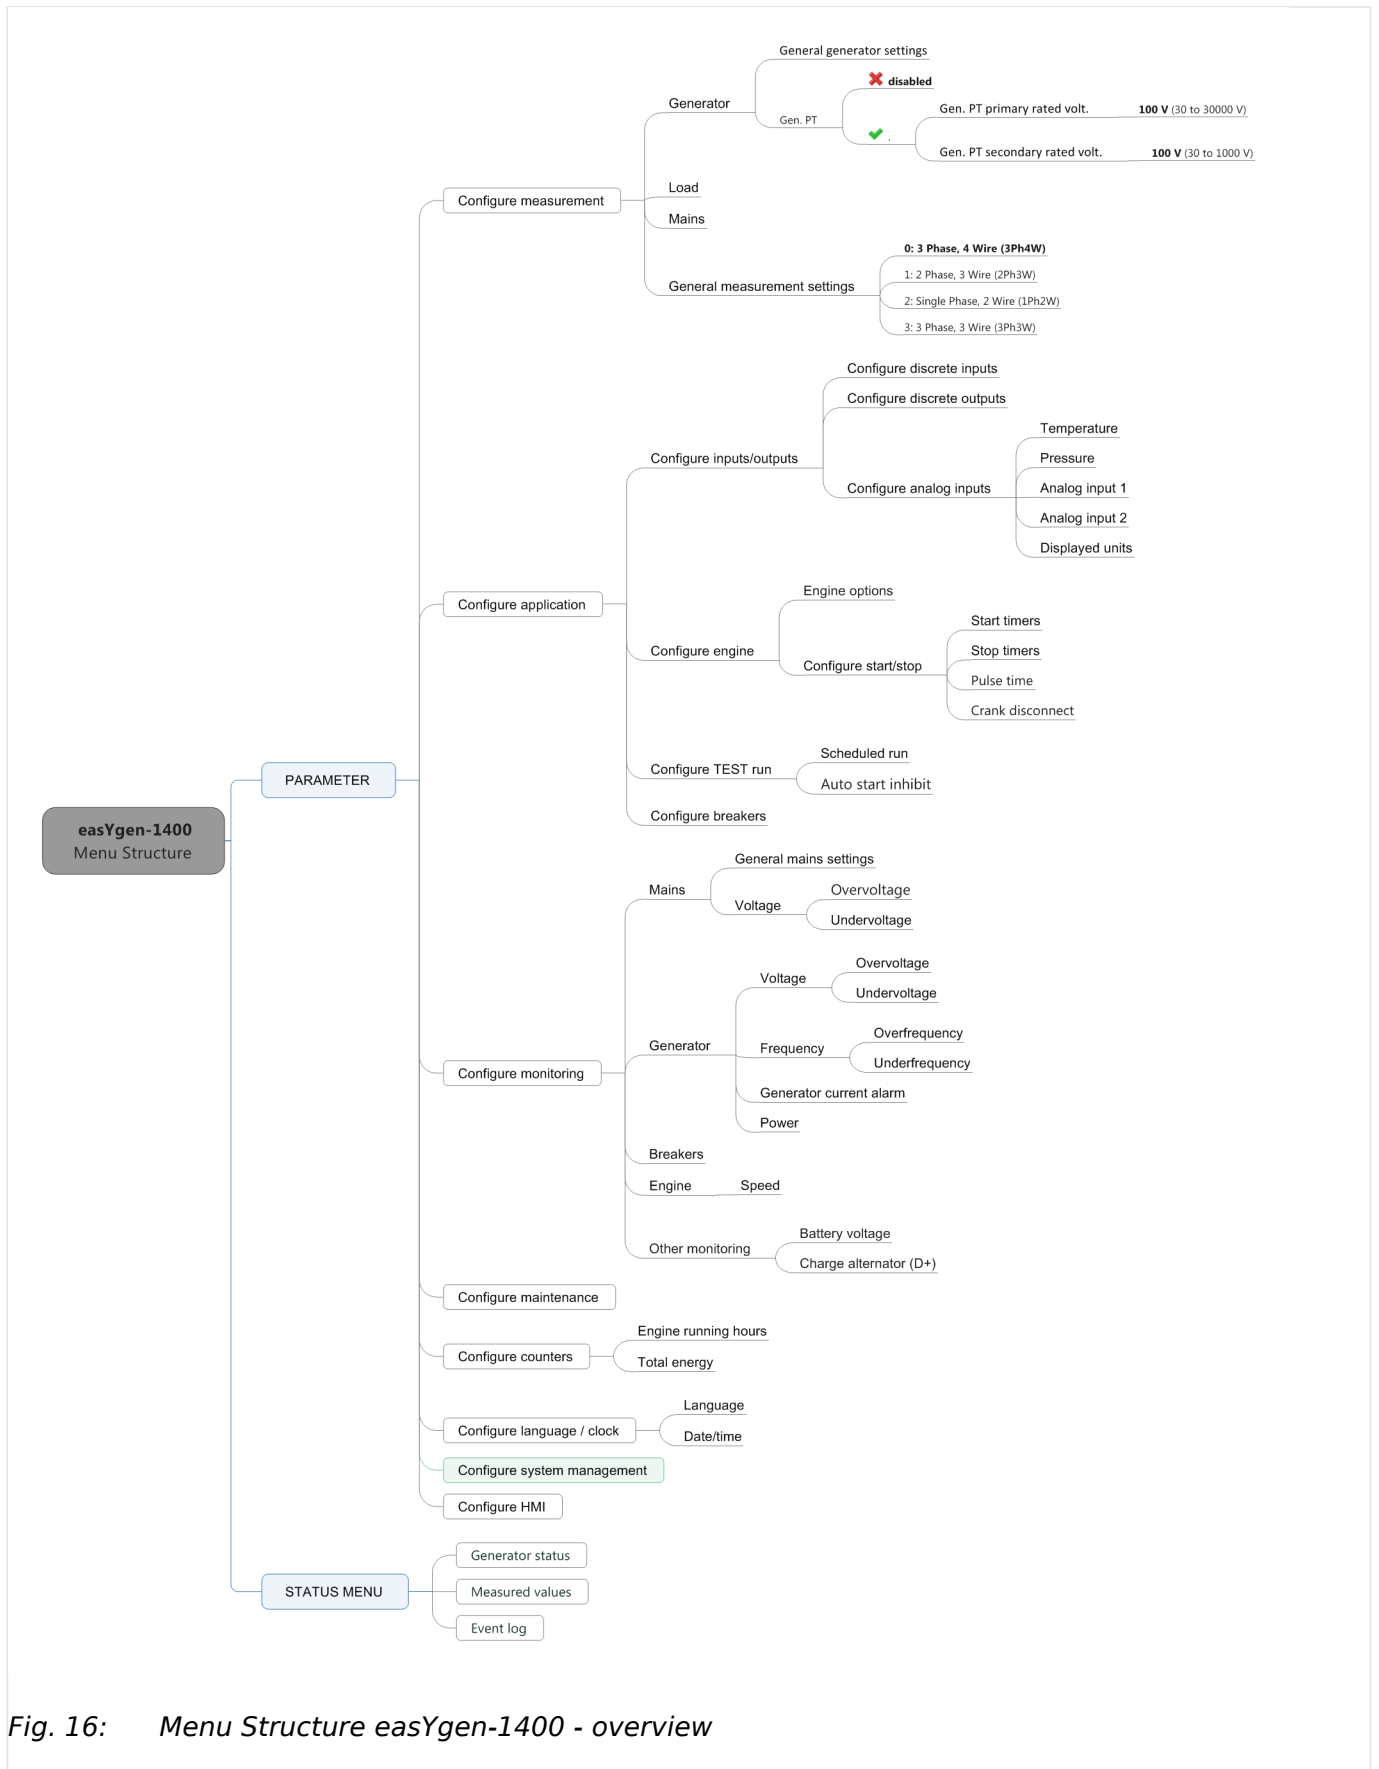 General generator settings
disabled
Generator
Gen. PT
Gen. PT primary rated volt.
100 V (30 to 30000 V)
.
Gen. PT secondary rated volt.
100 V (30 to 1000 V)
Load
Configure measurement
Mains
0: 3 Phase, 4 Wire (3Ph4W)
1: 2 Phase, 3 Wire (2Ph3W)
General measurement settings
2: Single Phase, 2 Wire (1Ph2W)
3: 3 Phase, 3 Wire (3Ph3W)
Configure discrete inputs
Configure discrete outputs
Temperature
Configure inputs/outputs
Pressure
Configure analog inputs
Analog input 1
Analog input 2
Displayed units
Engine options
Configure application
Start timers
Configure engine
Stop timers
Configure start/stop
Pulse time
Crank disconnect
Scheduled run
Configure TEST run
Auto start inhibit
PARAMETER
Configure breakers
easYgen-1400
Menu Structure
General mains settings
Mains
Overvoltage
Voltage
Undervoltage
Overvoltage
Voltage
Undervoltage
Overfrequency
Generator
Frequency
Underfrequency
Configure monitoring
Generator current alarm
Power
Breakers
Engine
Speed
Battery voltage
Other monitoring
Charge alternator (D+)
Configure maintenance
Engine running hours
Configure counters
Total energy
Language
Configure language / clock
Date/time
Configure system management
Configure HMI
Generator status
STATUS MENU
Measured values
Event log
Fig. 16: Menu Structure easYgen-1400 - overview